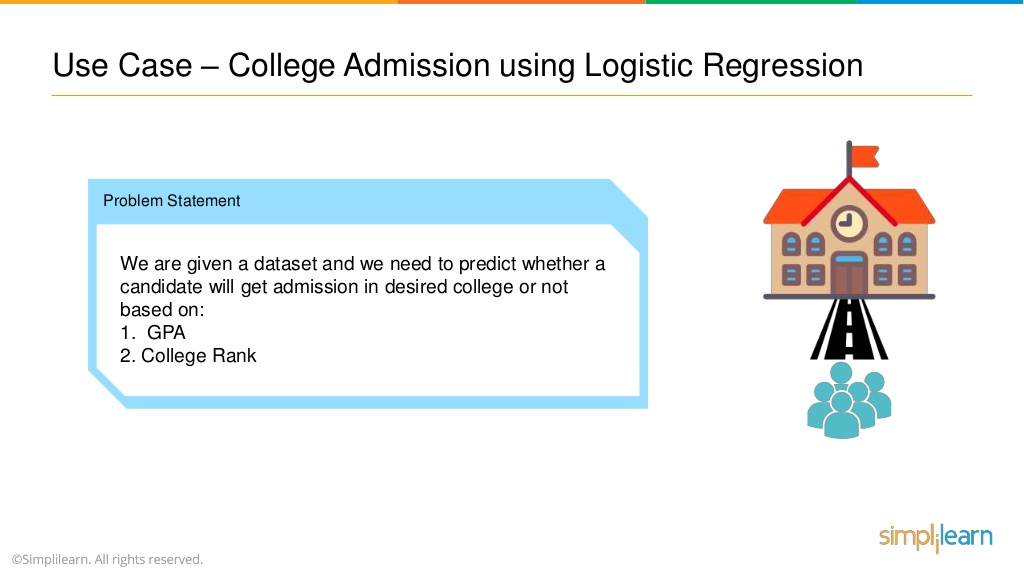 Use Case – College Admission using Logistic Regression
Problem Statement
We are given a dataset and we need to predict whether a
candidate will get admission in desired college or not
based on:
1. GPA
2. College Rank
simplilearn
©Simplilearn. All rights reserved.